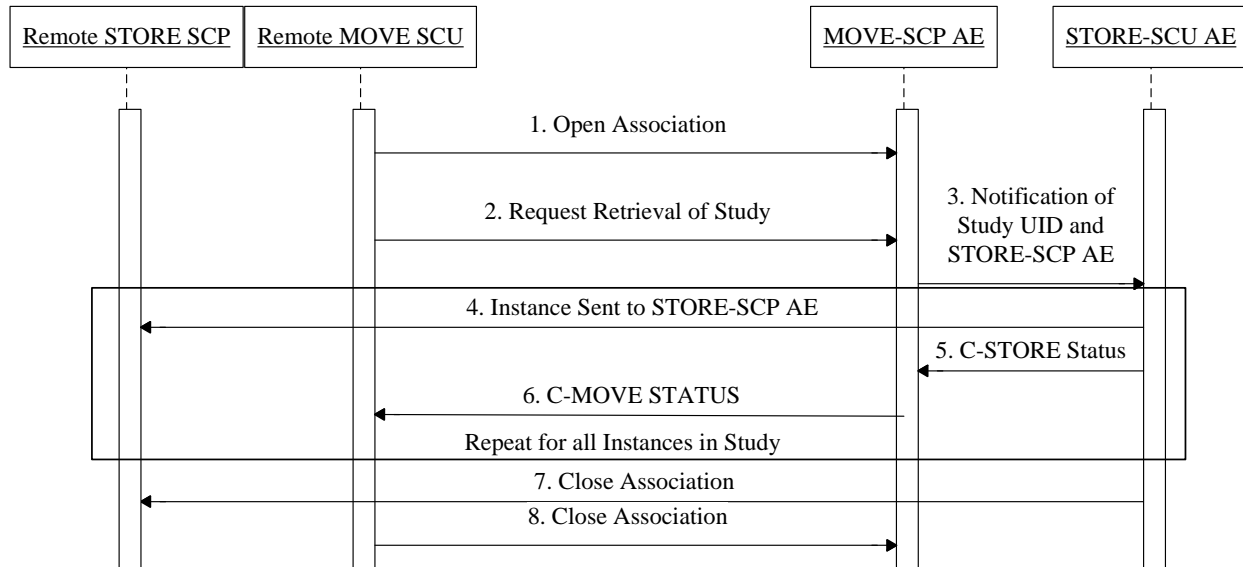 Remote STORE SCP
Remote MOVE SCU
MOVE-SCP AE
STORE-SCU AE
1. Open Association
2. Request Retrieval of Study
3. Notification of
Study UID and
STORE-SCP AE
4. Instance Sent to STORE-SCP AE
5. C-STORE Status
6. C-MOVE STATUS
Repeat for all Instances in Study
7. Close Association
8. Close Association